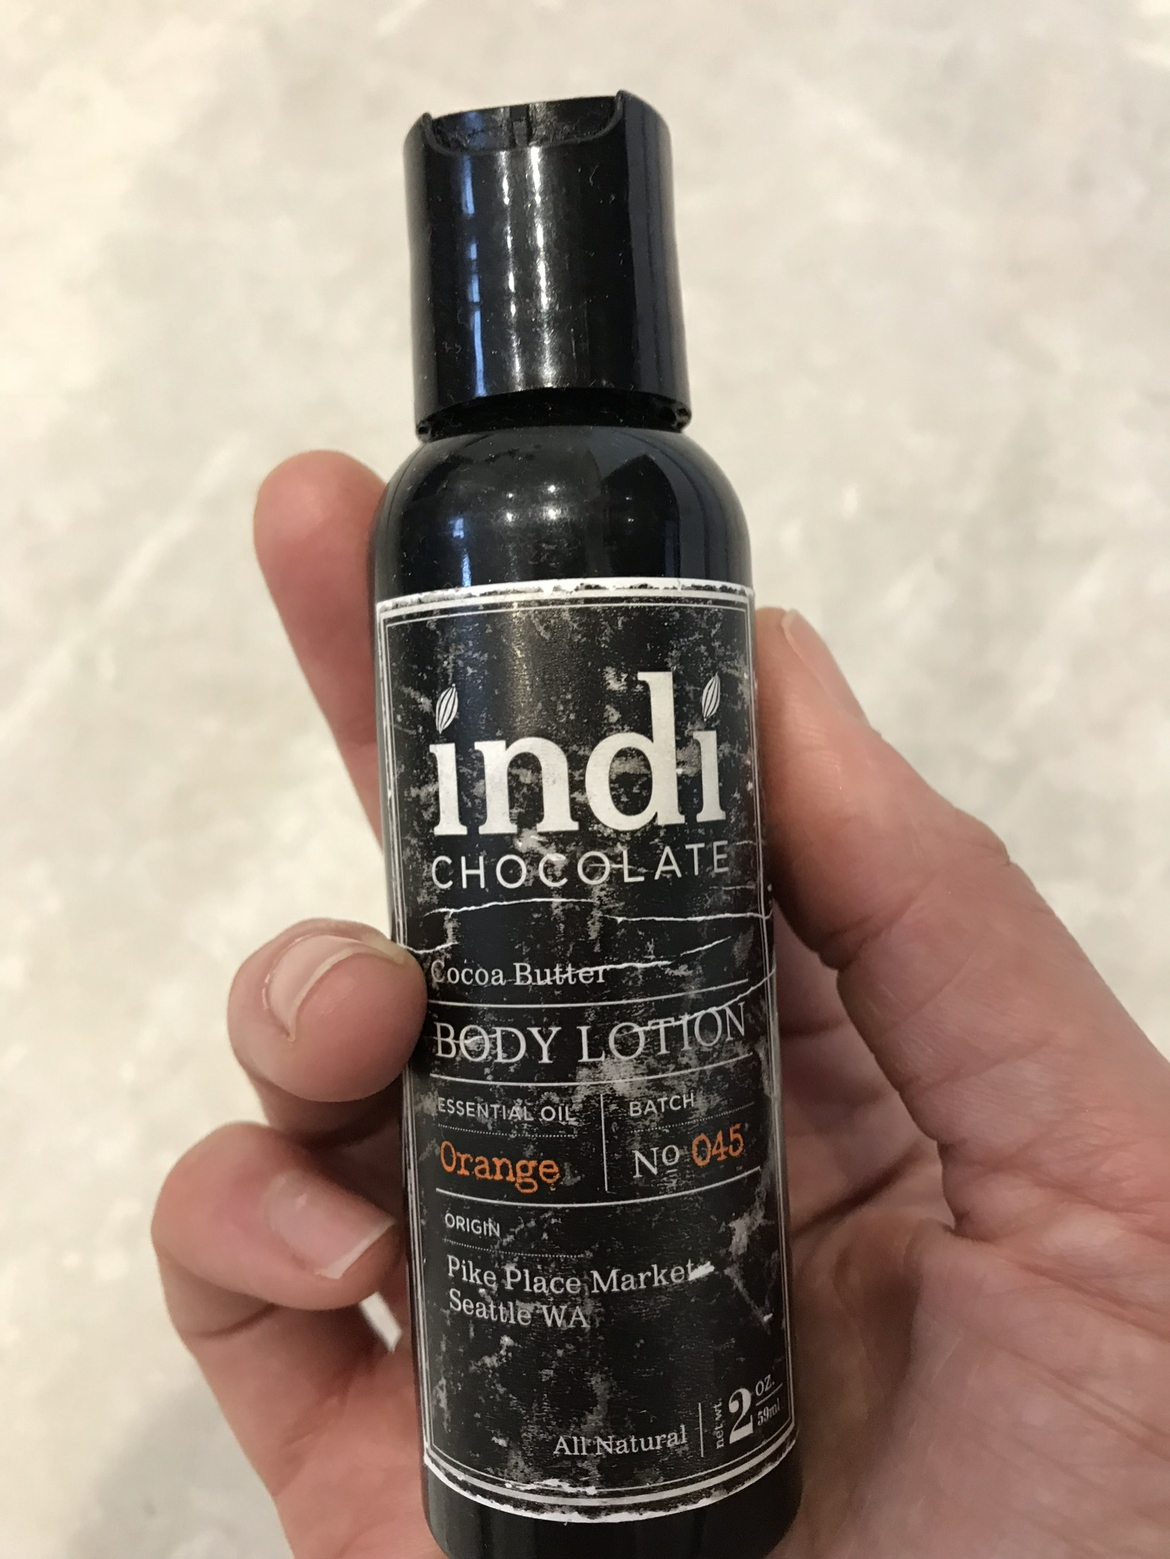 indi
CHOCOLATE
Cocoa Butter
BODY LOTION
ESSENTIAL OIL
Orange
BATCH
No 045
ORIGIN
Pike Place Market
Seattle WA
All Natural
net wt. 2 oz.
59ml